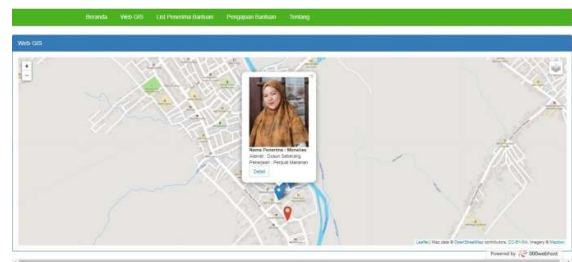 Beranda Web GIS List Penerima Bantuan Pengajuan Bantuan Tentang
Web GIS
+
-
×
Nama Penerima : Monalisa
Alamat : Dusun Seberang
Pekerjaan : Penjual Makanan
Detail
Leaflet | Map data © OpenStreetMap contributors, CC-BY-SA, Imagery © Mapbox
Powered by 000webhost